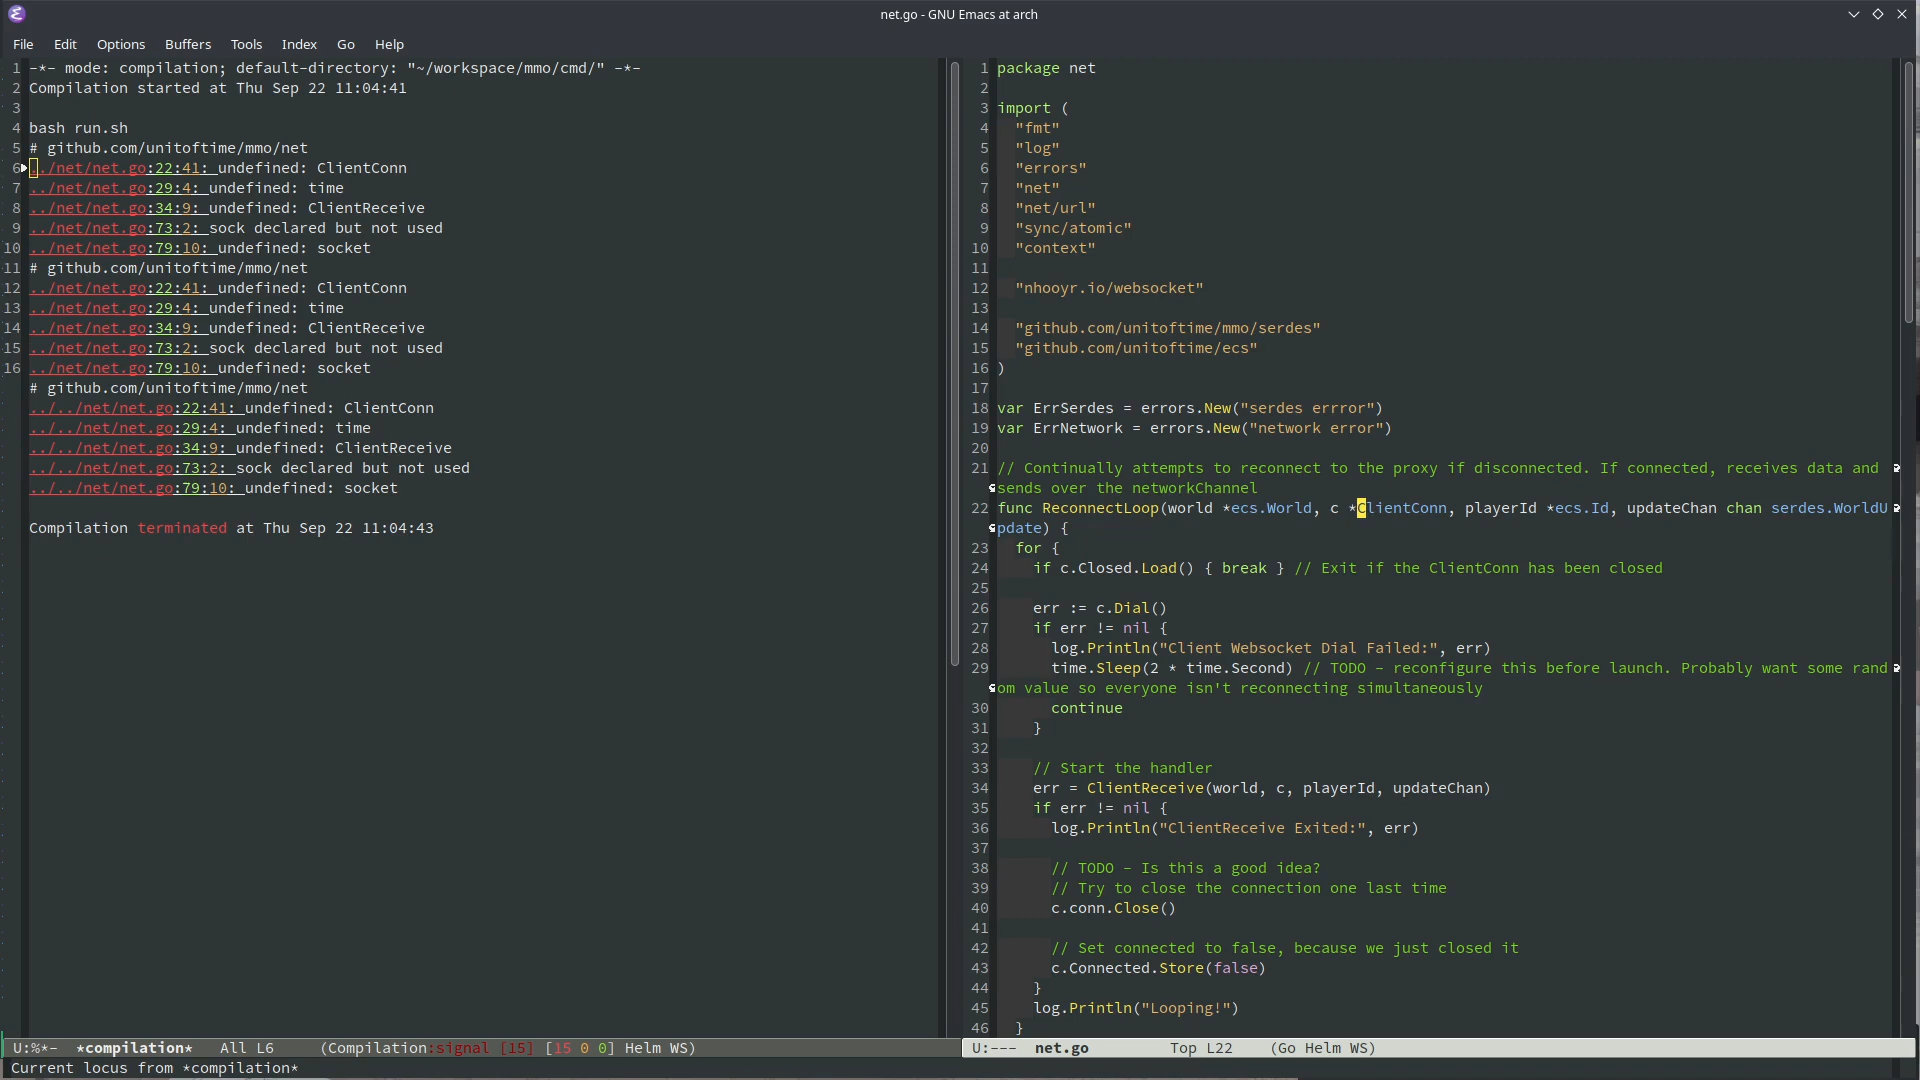 net.go - GNU Emacs at arch
File Edit Options Buffers Tools Index Go Help
1 -*- mode: compilation; default-directory: "~/workspace/mmo/cmd/" -*-
2 Compilation started at Thu Sep 22 11:04:41
3
4 bash run.sh
5 # github.com/unitoftime/mmo/net
6 ../net/net.go:22:41: undefined: ClientConn
7 ../net/net.go:29:4: undefined: time
8 ../net/net.go:34:9: undefined: ClientReceive
9 ../net/net.go:73:2: sock declared but not used
10 ../net/net.go:79:10: undefined: socket
11 # github.com/unitoftime/mmo/net
12 ../net/net.go:22:41: undefined: ClientConn
13 ../net/net.go:29:4: undefined: time
14 ../net/net.go:34:9: undefined: ClientReceive
15 ../net/net.go:73:2: sock declared but not used
16 ../net/net.go:79:10: undefined: socket
# github.com/unitoftime/mmo/net
../../net/net.go:22:41: undefined: ClientConn
../../net/net.go:29:4: undefined: time
../../net/net.go:34:9: undefined: ClientReceive
../../net/net.go:73:2: sock declared but not used
../../net/net.go:79:10: undefined: socket
Compilation terminated at Thu Sep 22 11:04:43
U:%*- *compilation* All L6 (Compilation:signal [15] [15 0 0] Helm WS)
1 package net
2
3 import (
4 "fmt"
5 "log"
6 "errors"
7 "net"
8 "net/url"
9 "sync/atomic"
10 "context"
11
12 "nhooyr.io/websocket"
13
14 "github.com/unitoftime/mmo/serdes"
15 "github.com/unitoftime/ecs"
16 )
17
18 var ErrSerdes = errors.New("serdes errror")
19 var ErrNetwork = errors.New("network error")
20
21 // Continually attempts to reconnect to the proxy if disconnected. If connected, receives data and
sends over the networkChannel
22 func ReconnectLoop(world *ecs.World, c *ClientConn, playerId *ecs.Id, updateChan chan serdes.WorldU
pdate) {
23 for {
24 if c.Closed.Load() { break } // Exit if the ClientConn has been closed
25
26 err := c.Dial()
27 if err != nil {
28 log.Println("Client Websocket Dial Failed:", err)
29 time.Sleep(2 * time.Second) // TODO - reconfigure this before launch. Probably want some rand
om value so everyone isn't reconnecting simultaneously
30 continue
31 }
32
33 // Start the handler
34 err = ClientReceive(world, c, playerId, updateChan)
35 if err != nil {
36 log.Println("ClientReceive Exited:", err)
37
38 // TODO - Is this a good idea?
39 // Try to close the connection one last time
40 c.conn.Close()
41
42 // Set connected to false, because we just closed it
43 c.Connected.Store(false)
44 }
45 log.Println("Looping!")
46 }
U:--- net.go Top L22 (Go Helm WS)
Current locus from *compilation*